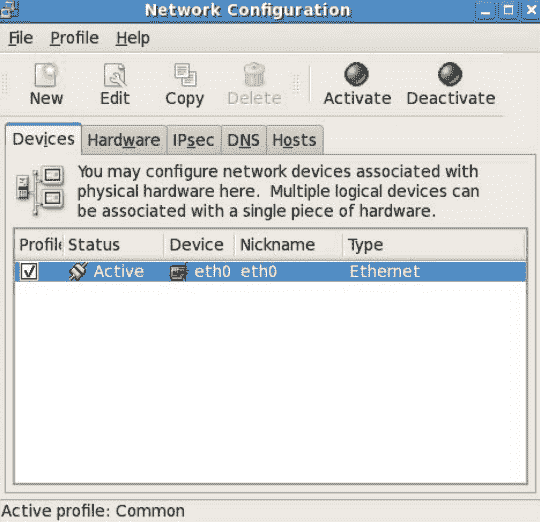 Network Configuration
File Profile Help
New Edit Copy Delete Activate Deactivate
Devices Hardware IPsec DNS Hosts
You may configure network devices associated with
physical hardware here. Multiple logical devices can
be associated with a single piece of hardware.
Profile Status Device Nickname Type
Active eth0 eth0 Ethernet
Active profile: Common